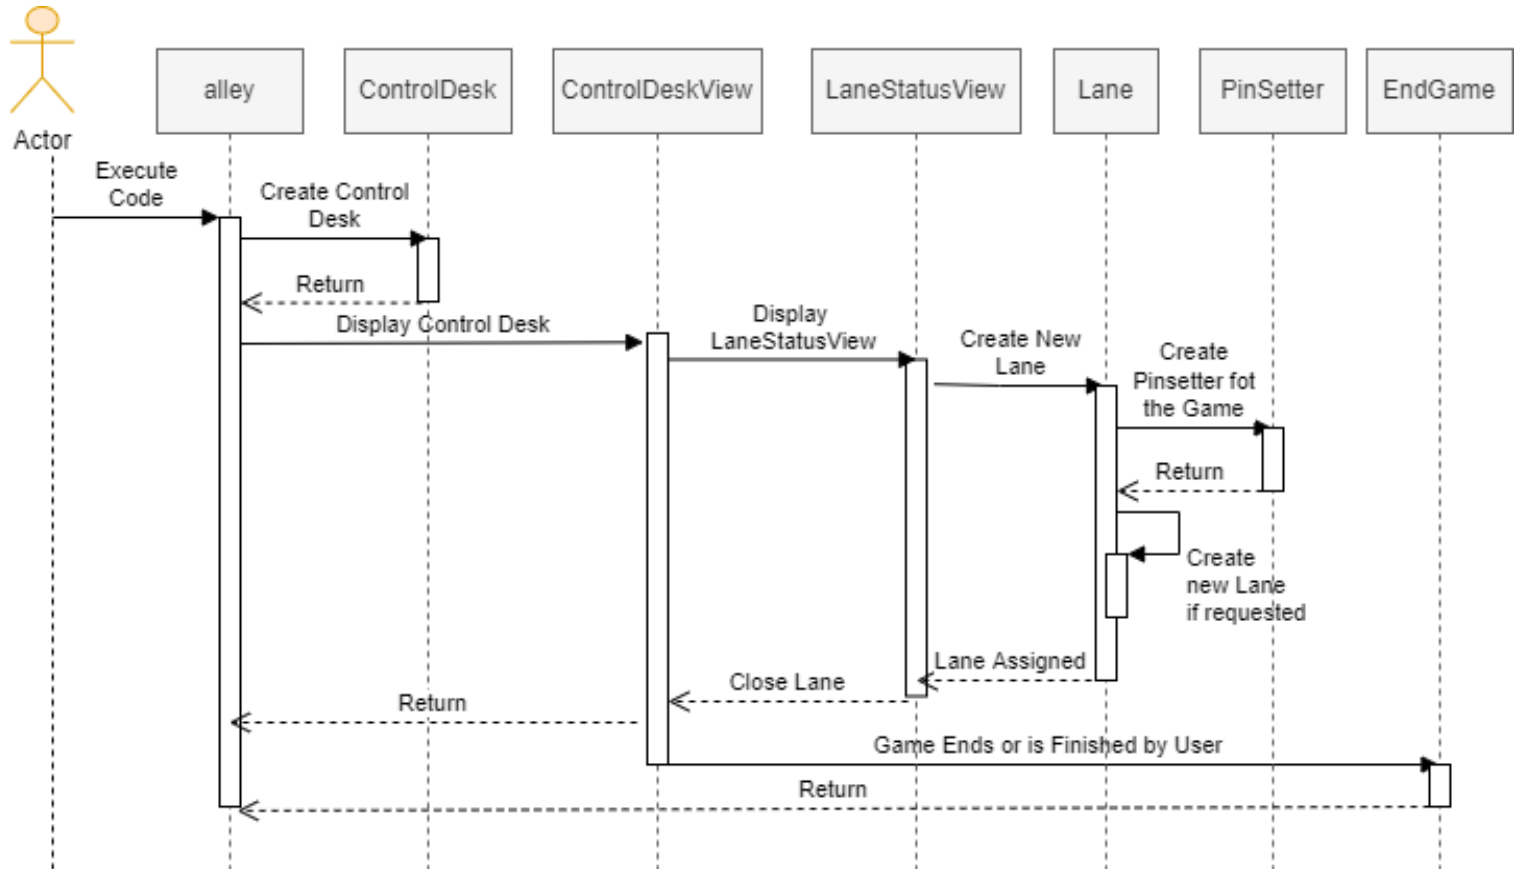 alley
ControlDesk
ControlDeskView
LaneStatusView
Lane
PinSetter
EndGame
Actor
Execute
Code
Create Control
Desk
Return
Display Control Desk
Display
LaneStatusView
Create New
Lane
Create
Pinsetter fot
the Game
Return
Create
new Lane
if requested
Lane Assigned
Close Lane
Return
Game Ends or is Finished by User
Return